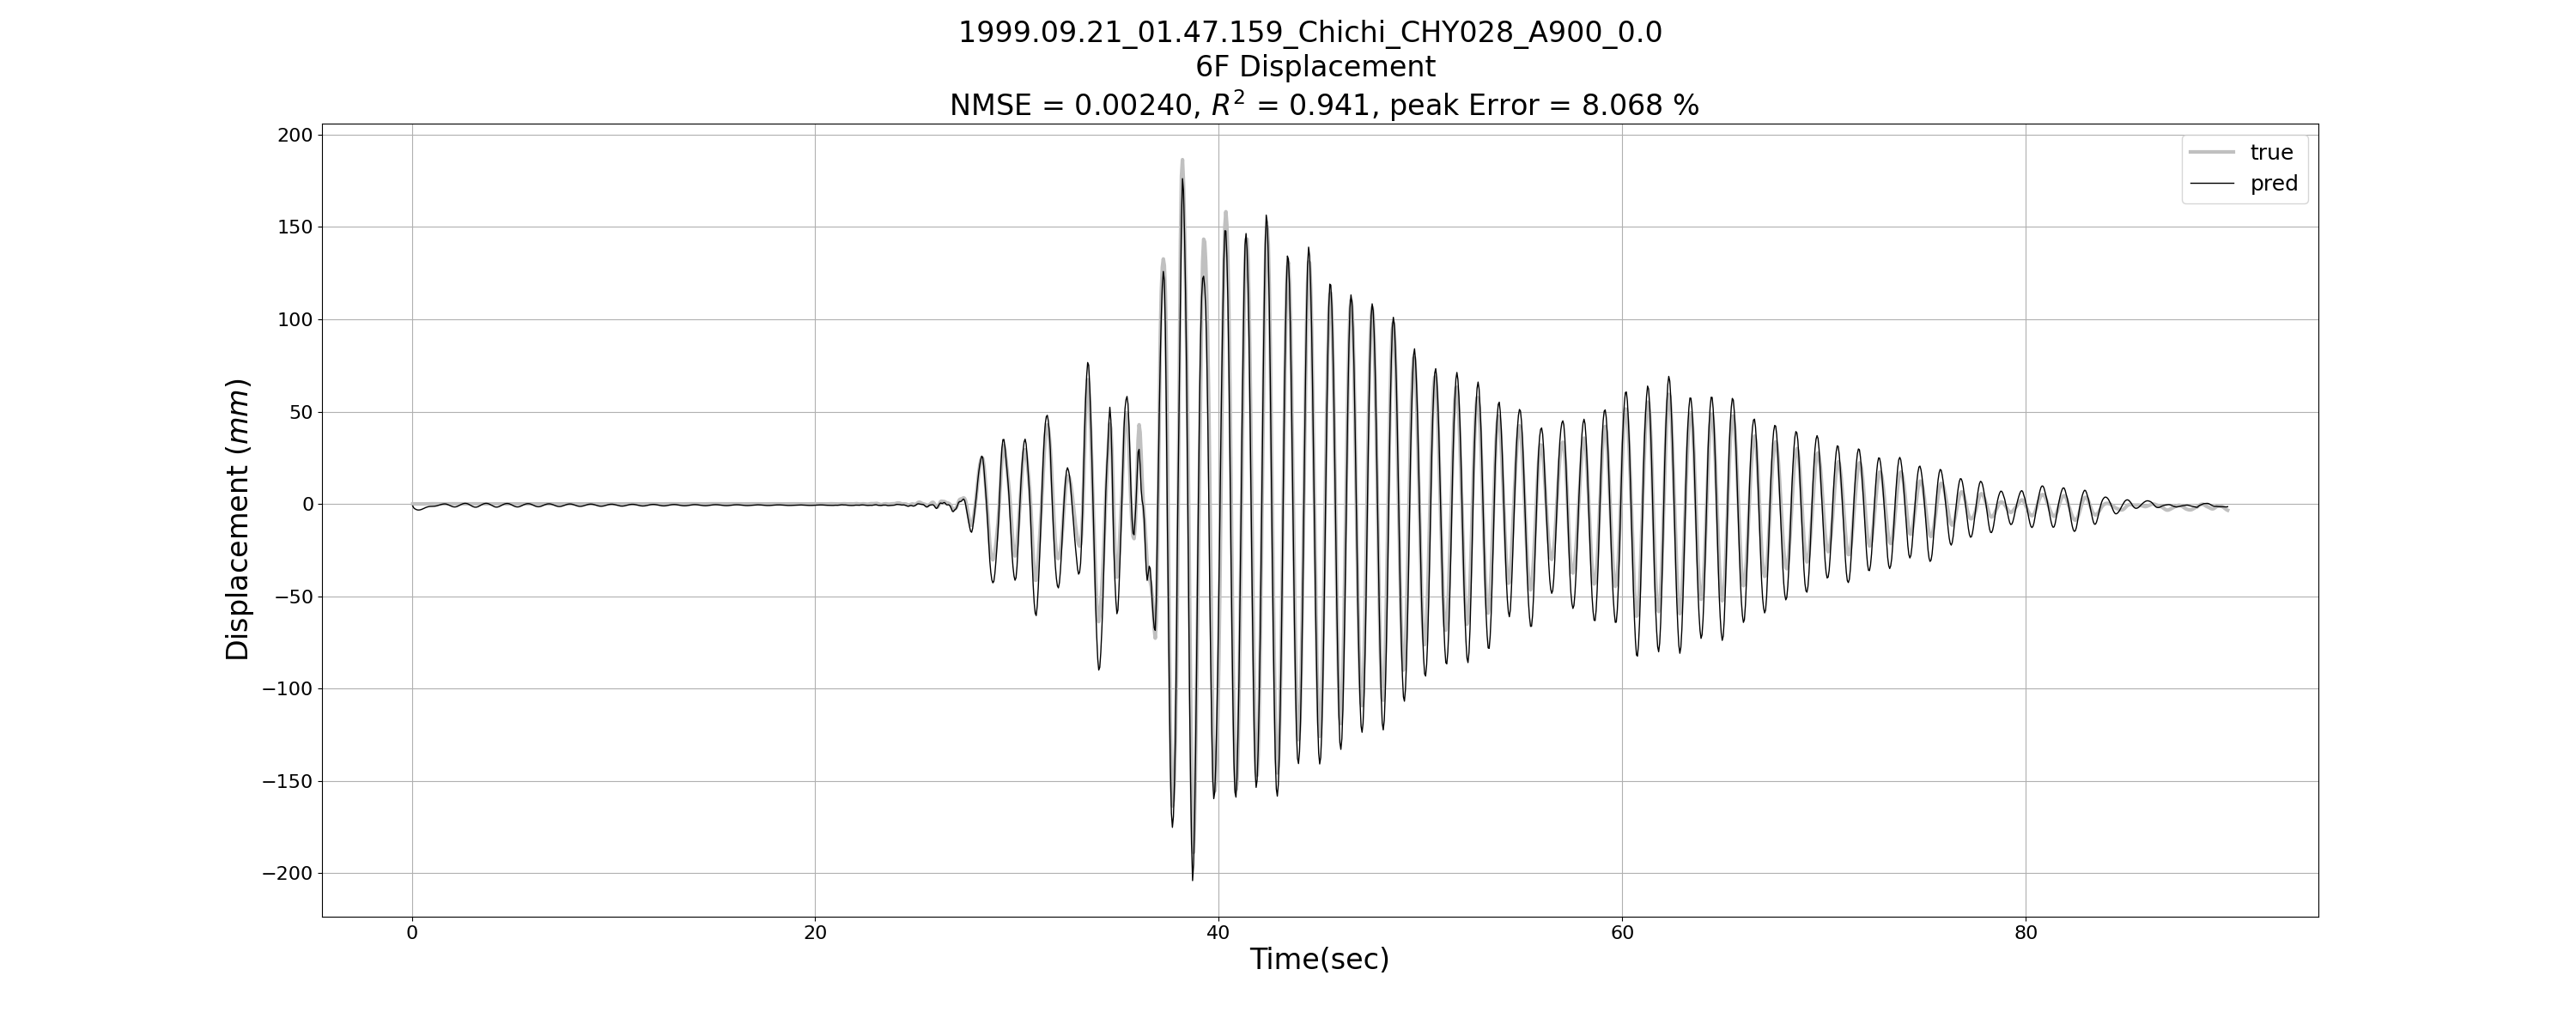 1999.09.21_01.47.159_Chichi_CHY028_A900_0.0
6F Displacement
NMSE = 0.00240, R² = 0.941, peak Error = 8.068 %
true
pred
200
150
100
50
0
−50
−100
−150
−200
Displacement (mm)
0 20 40 60 80
Time(sec)